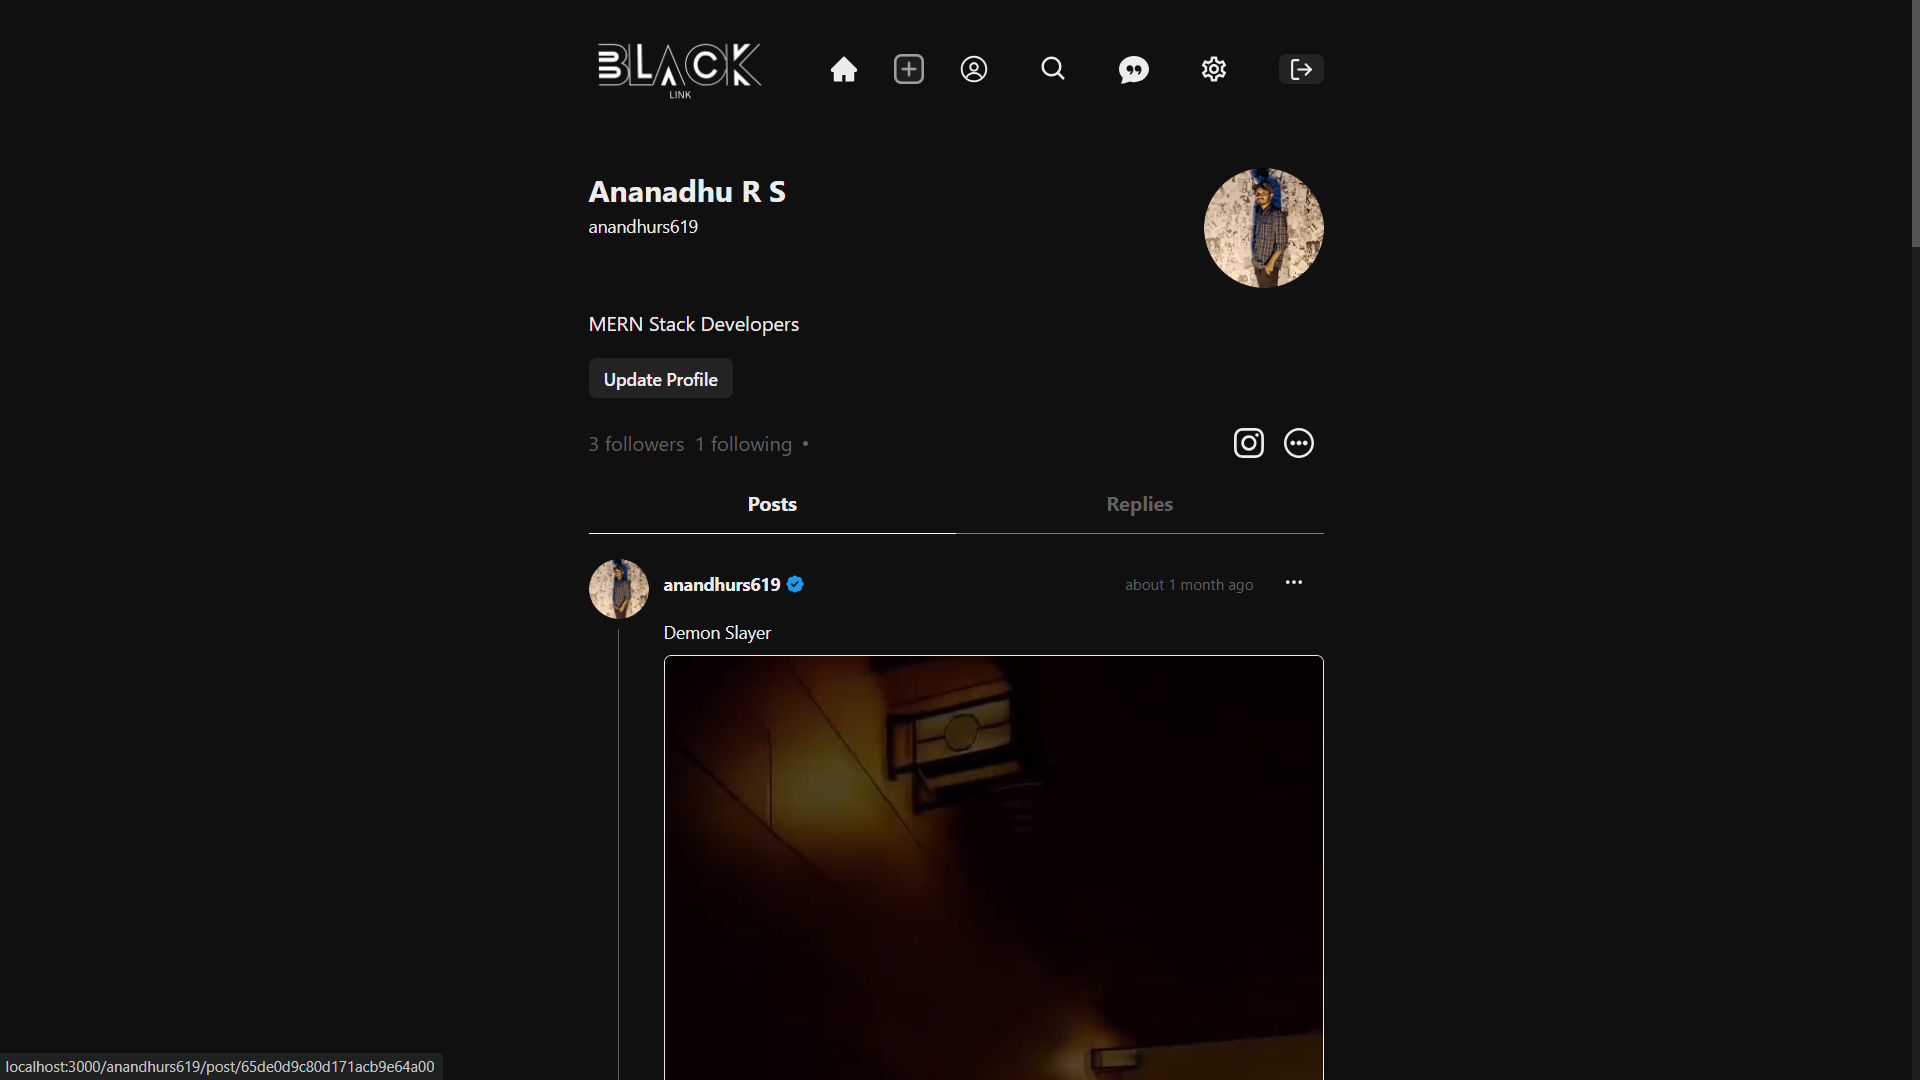 BLACK
LINK
Ananadhu R S
anandhurs619
MERN Stack Developers
Update Profile
3 followers 1 following •
Posts Replies
anandhurs619 about 1 month ago
Demon Slayer
localhost:3000/anandhurs619/post/65de0d9c80d171acb9e64a00